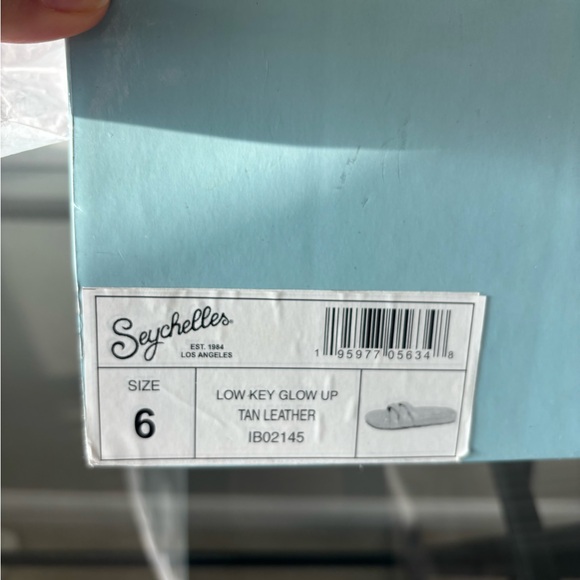 Seychelles®
EST. 1984
LOS ANGELES
1 95977 05634 8
SIZE
6
LOW KEY GLOW UP
TAN LEATHER
IB02145